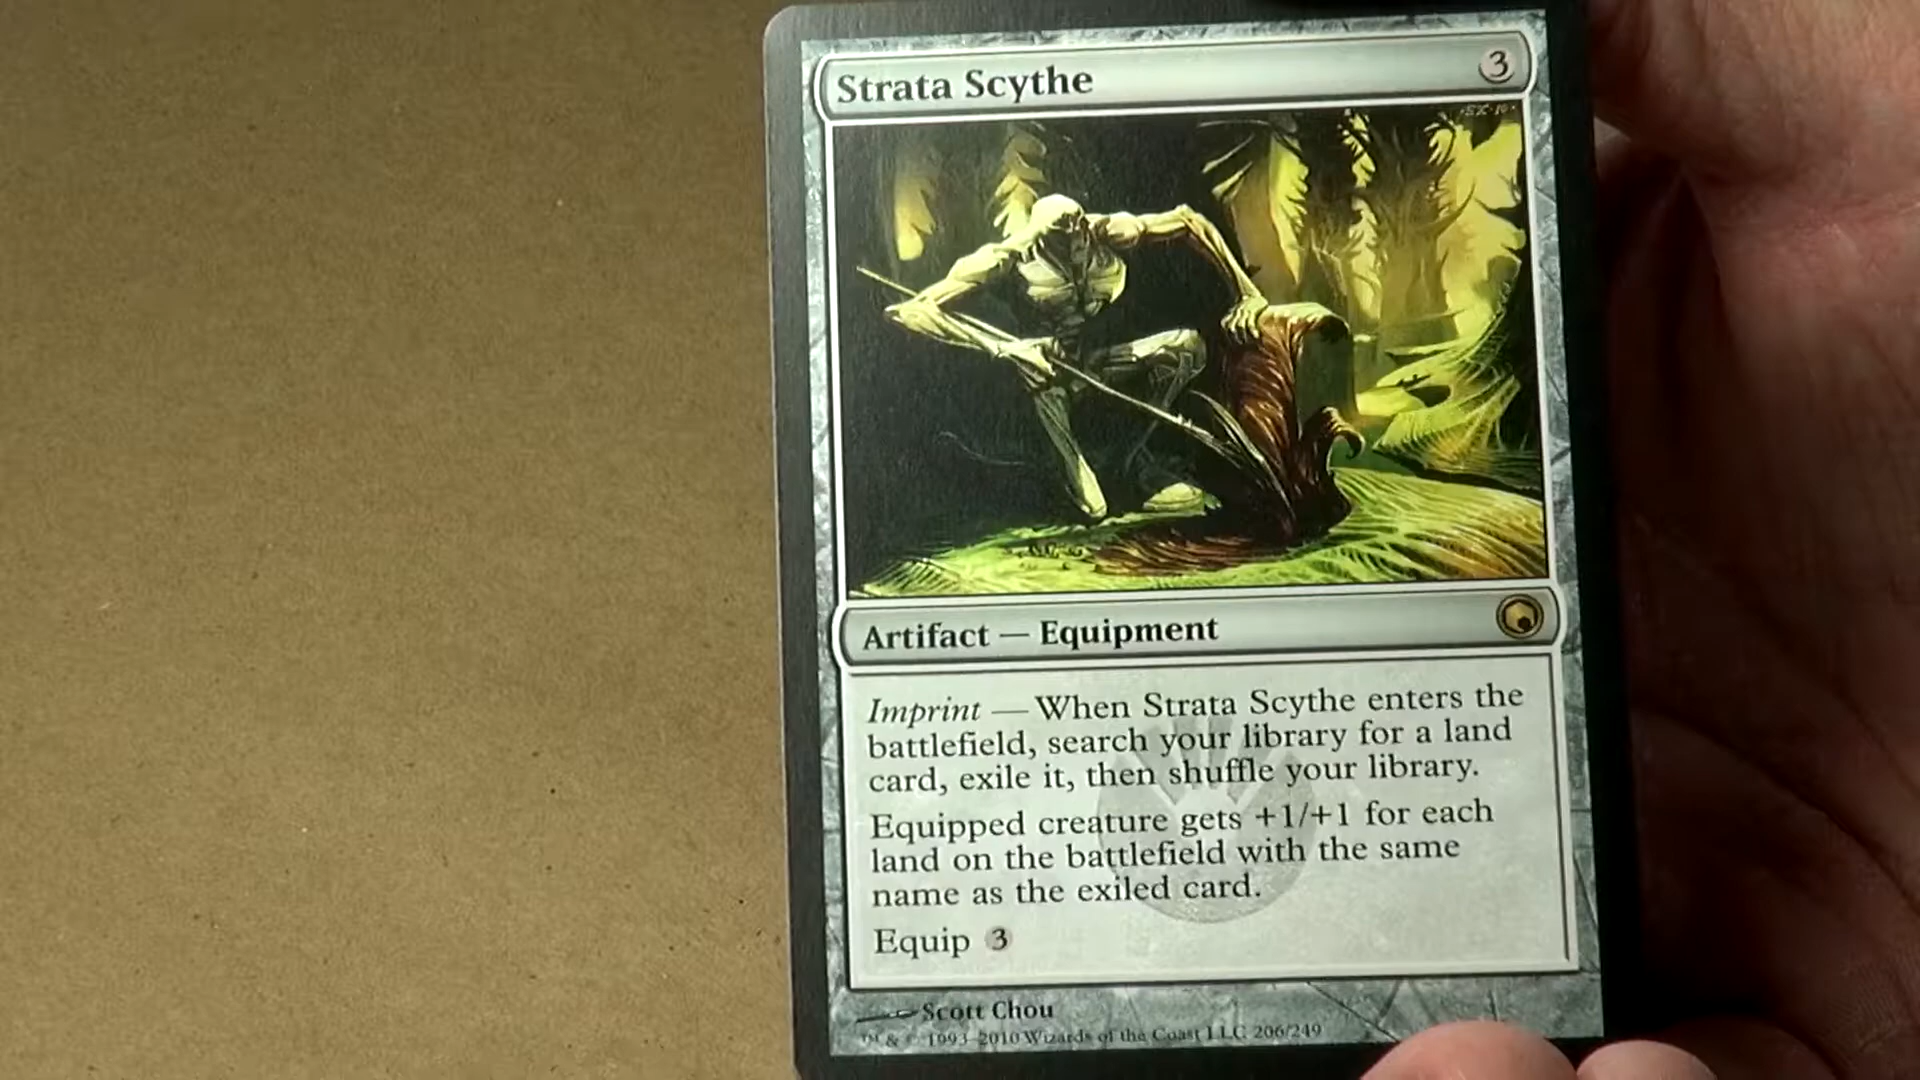 Strata Scythe 3
Artifact — Equipment
Imprint — When Strata Scythe enters the
battlefield, search your library for a land
card, exile it, then shuffle your library.
Equipped creature gets +1/+1 for each
land on the battlefield with the same
name as the exiled card.
Equip 3
Scott Chou
™ & © 1993–2010 Wizards of the Coast LLC 206/249